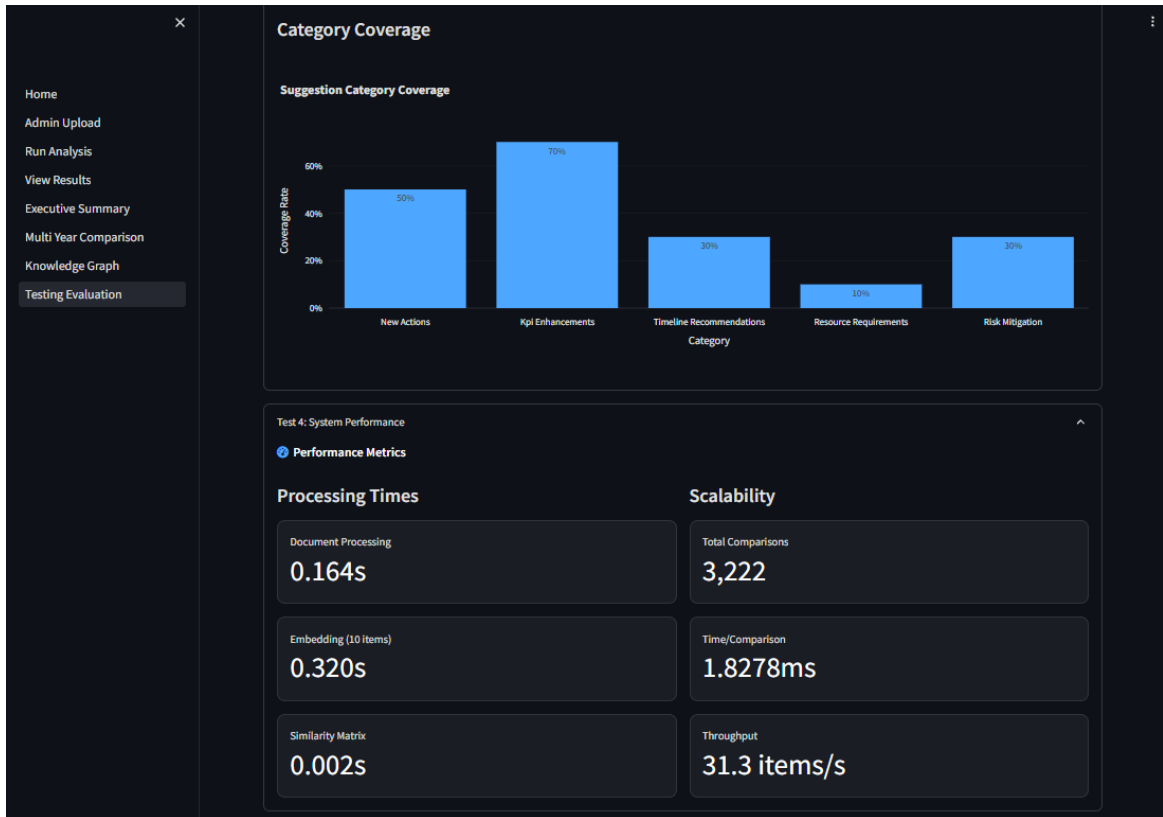 Home
Admin Upload
Run Analysis
View Results
Executive Summary
Multi Year Comparison
Knowledge Graph
Testing Evaluation
Category Coverage
Suggestion Category Coverage
Coverage Rate
60%
40%
20%
0%
50%
70%
30%
10%
30%
New Actions
Kpi Enhancements
Timeline Recommendations
Resource Requirements
Risk Mitigation
Category
Test 4: System Performance
Performance Metrics
Processing Times
Document Processing
0.164s
Embedding (10 items)
0.320s
Similarity Matrix
0.002s
Scalability
Total Comparisons
3,222
Time/Comparison
1.8278ms
Throughput
31.3 items/s